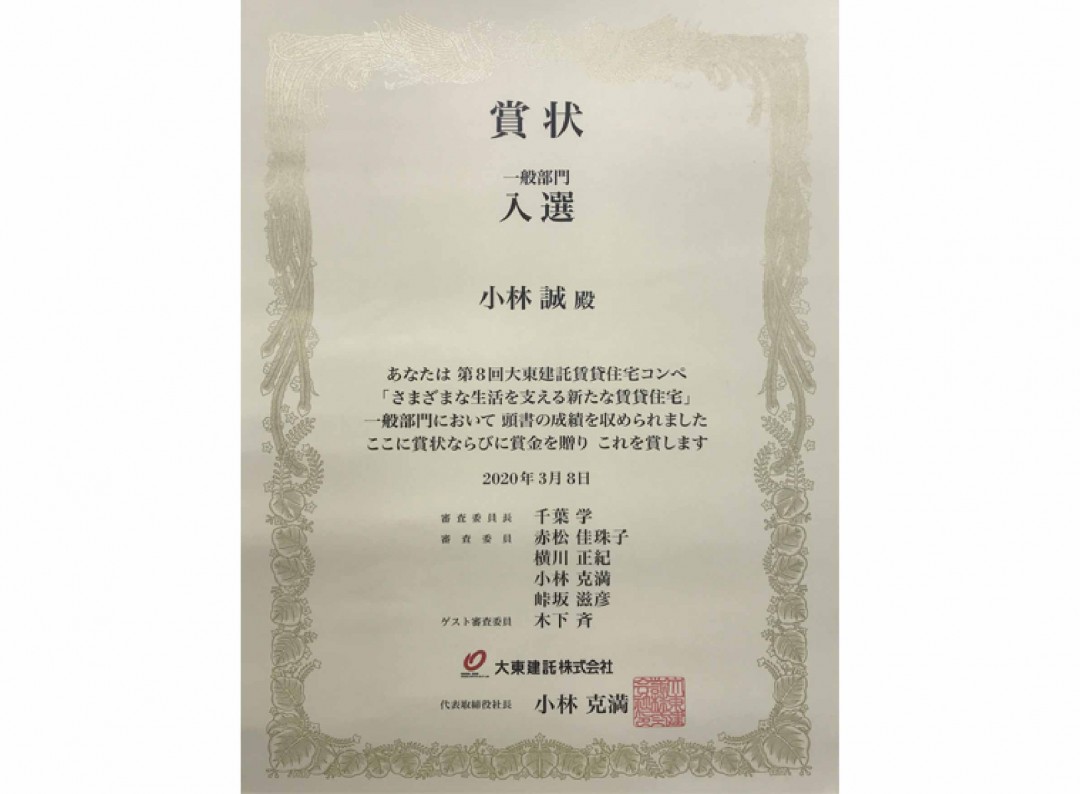 賞状
一般部門
入選
小林 誠 殿
あなたは 第8回大東建託賃貸住宅コンペ
「さまざまな生活を支える新たな賃貸住宅」
一般部門において 頭書の成績を収められました
ここに賞状ならびに賞金を贈り これを賞します
2020年3月8日
審査委員長 千葉 学
審査委員 赤松 佳珠子
横川 正紀
小林 克満
峠坂 滋彦
ゲスト審査委員 木下 斉
大東建託株式会社
代表取締役社長 小林 克満